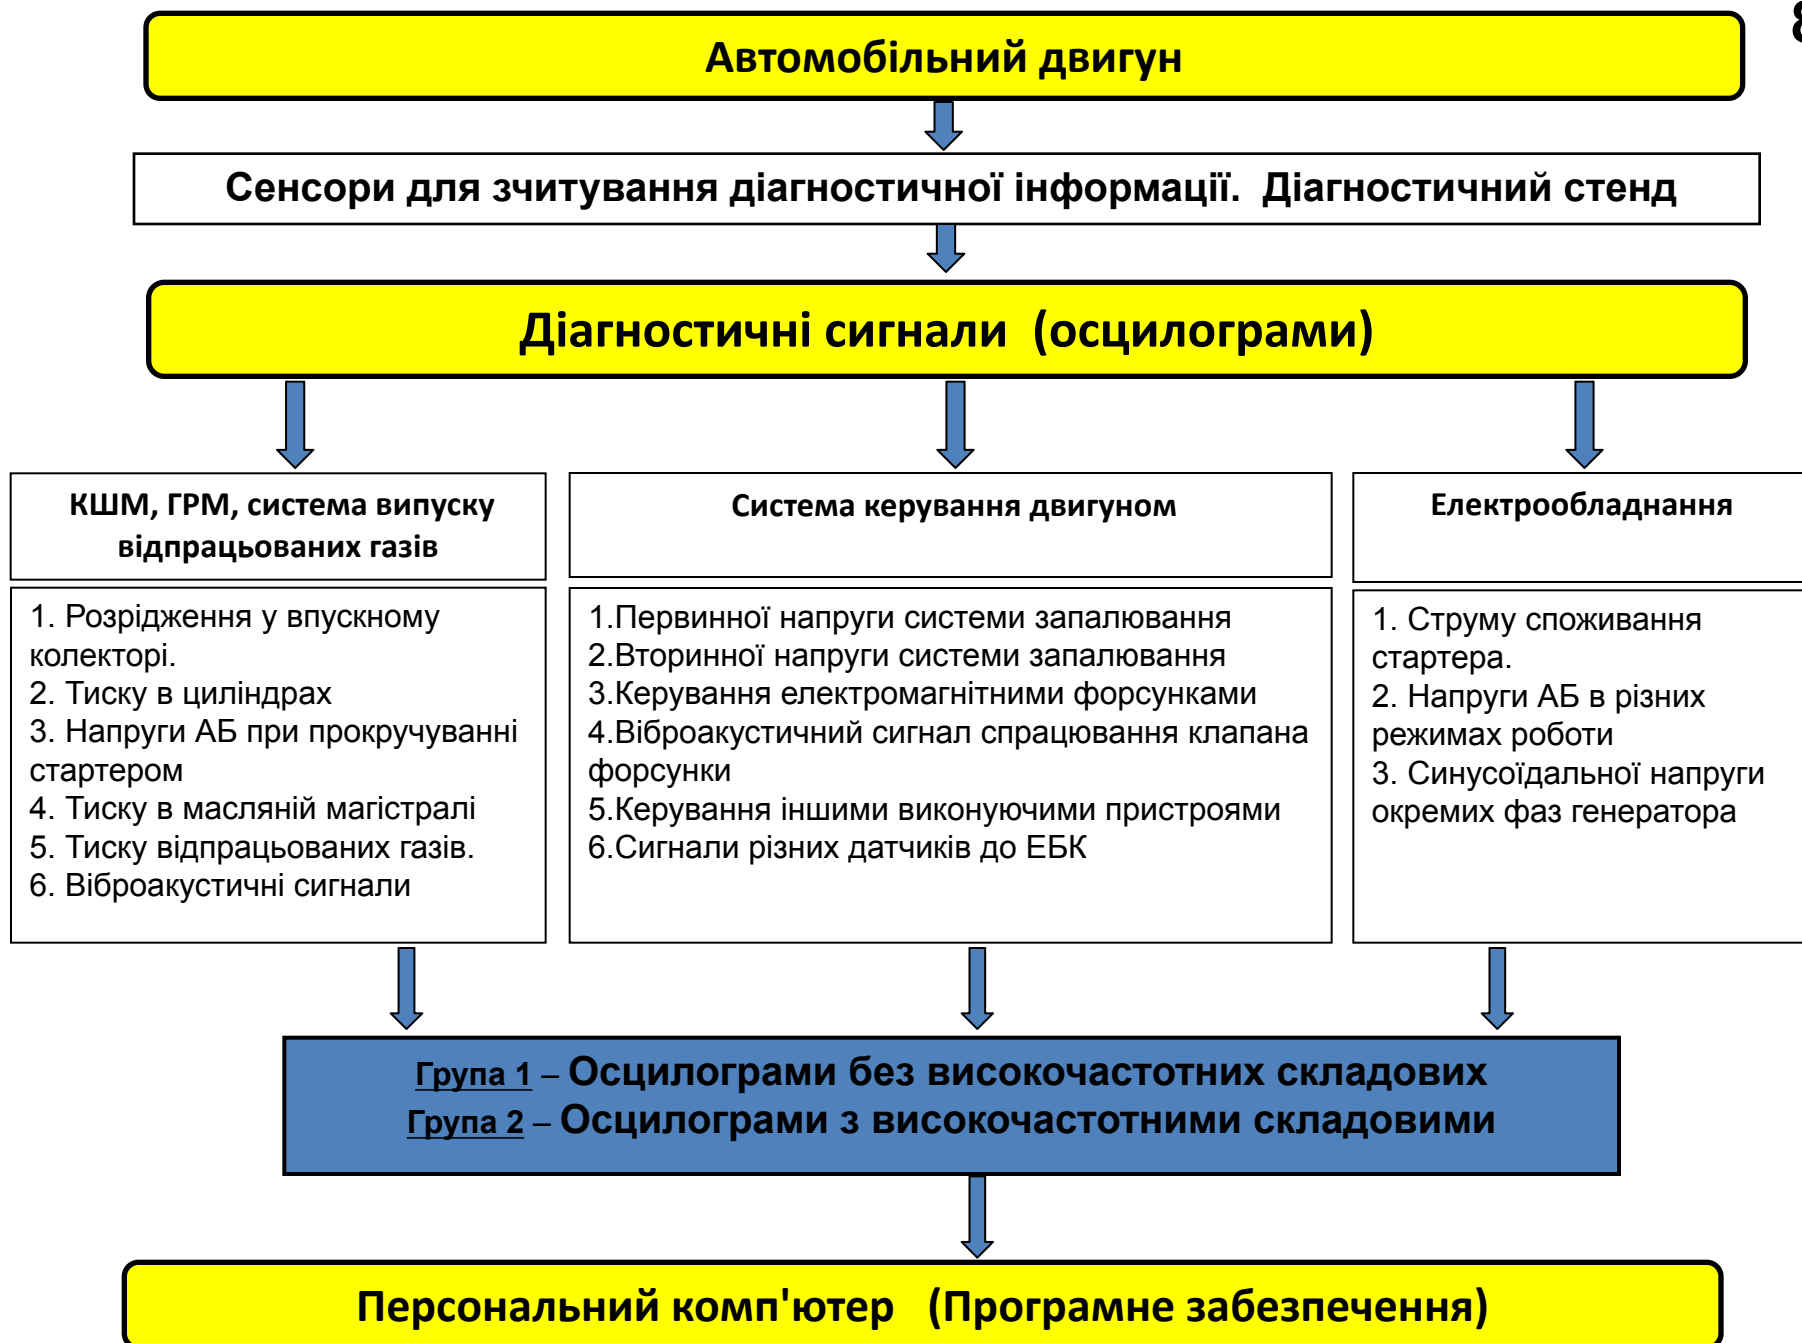 8
Автомобільний двигун
Сенсори для зчитування діагностичної інформації. Діагностичний стенд
Діагностичні сигнали (осцилограми)
КШМ, ГРМ, система випуску
відпрацьованих газів
1. Розрідження у впускному
колекторі.
2. Тиску в циліндрах
3. Напруги АБ при прокручуванні
стартером
4. Тиску в масляній магістралі
5. Тиску відпрацьованих газів.
6. Віброакустичні сигнали
Система керування двигуном
1.Первинної напруги системи запалювання
2.Вторинної напруги системи запалювання
3.Керування електромагнітними форсунками
4.Віброакустичний сигнал спрацювання клапана
форсунки
5.Керування іншими виконуючими пристроями
6.Сигнали різних датчиків до ЕБК
Електрообладнання
1. Струму споживання
стартера.
2. Напруги АБ в різних
режимах роботи
3. Синусоїдальної напруги
окремих фаз генератора
Група 1 – Осцилограми без високочастотних складових
Група 2 – Осцилограми з високочастотними складовими
Персональний комп'ютер (Програмне забезпечення)